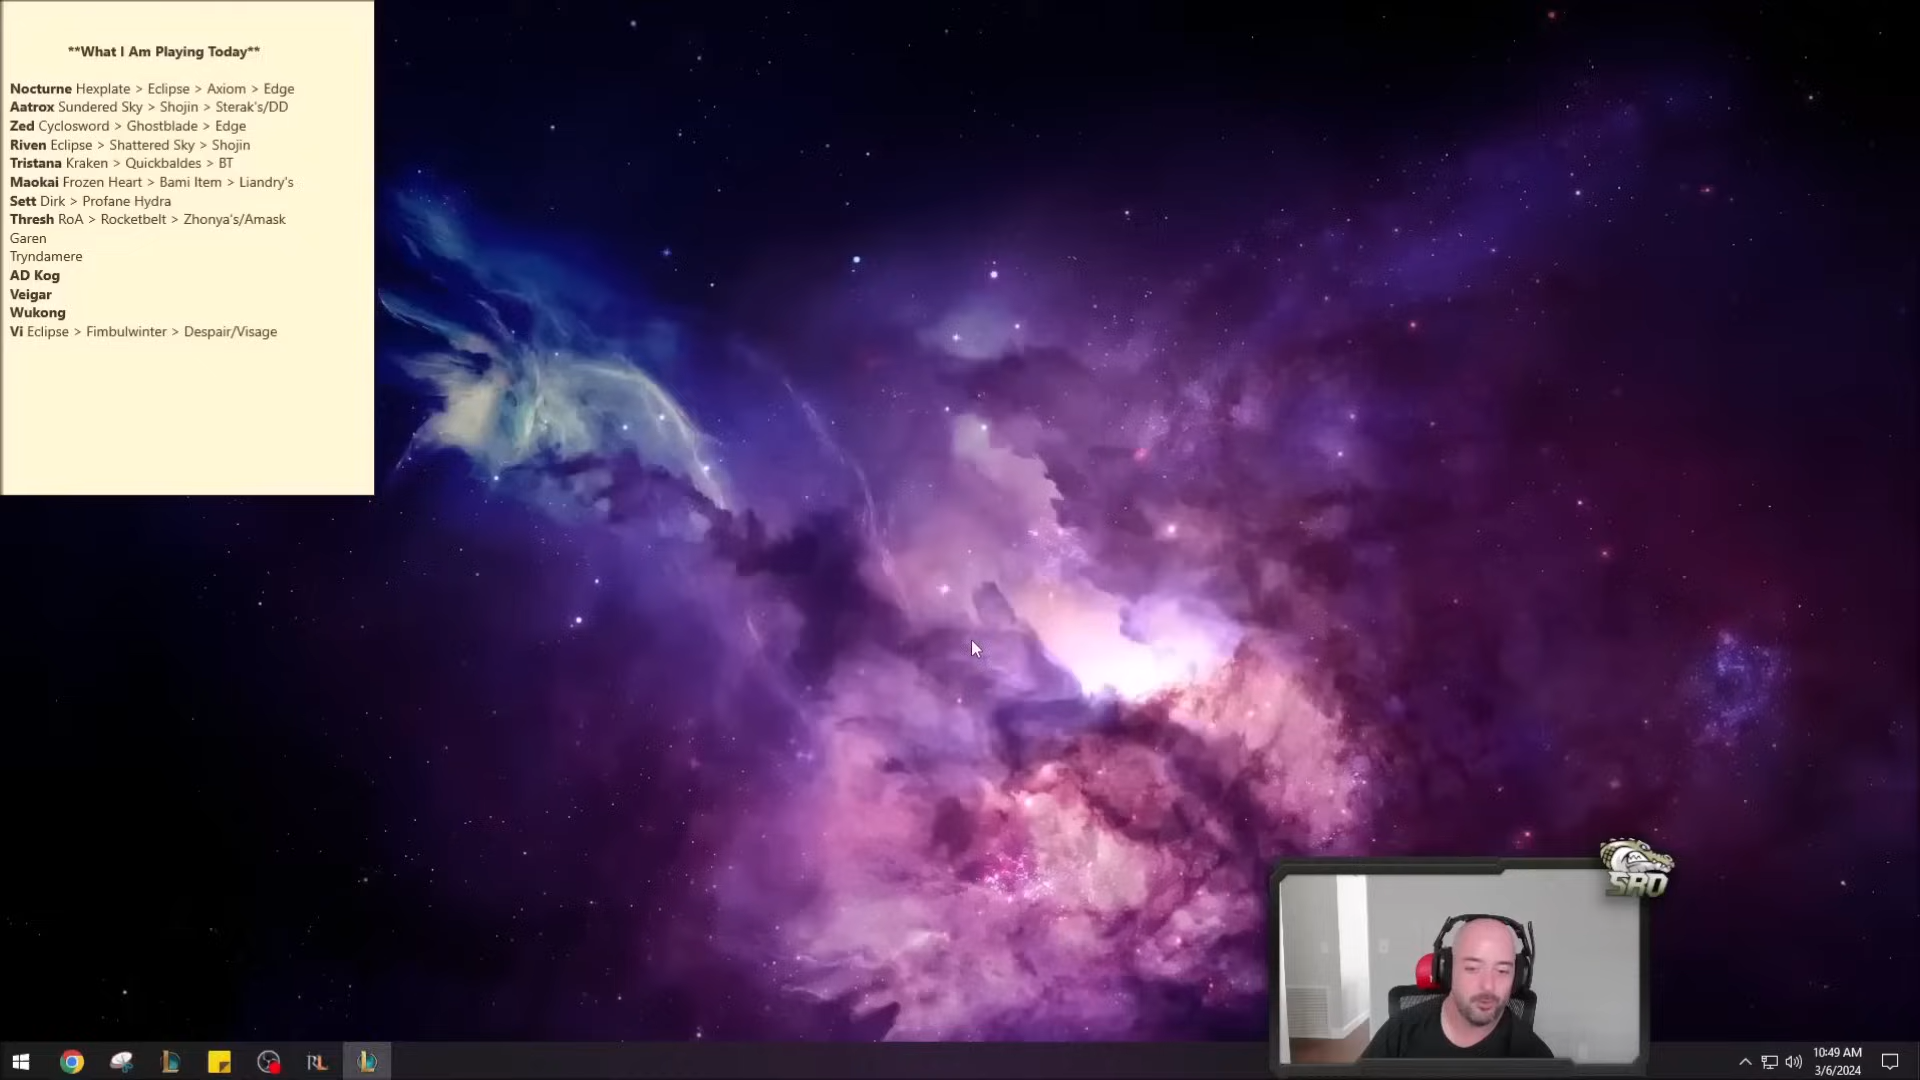 **What I Am Playing Today**
Nocturne Hexplate > Eclipse > Axiom > Edge
Aatrox Sundered Sky > Shojin > Sterak's/DD
Zed Cyclosword > Ghostblade > Edge
Riven Eclipse > Shattered Sky > Shojin
Tristana Kraken > Quickbaldes > BT
Maokai Frozen Heart > Bami Item > Liandry's
Sett Dirk > Profane Hydra
Thresh RoA > Rocketbelt > Zhonya's/Amask
Garen
Tryndamere
AD Kog
Veigar
Wukong
Vi Eclipse > Fimbulwinter > Despair/Visage
SRO
10:49 AM
3/6/2024